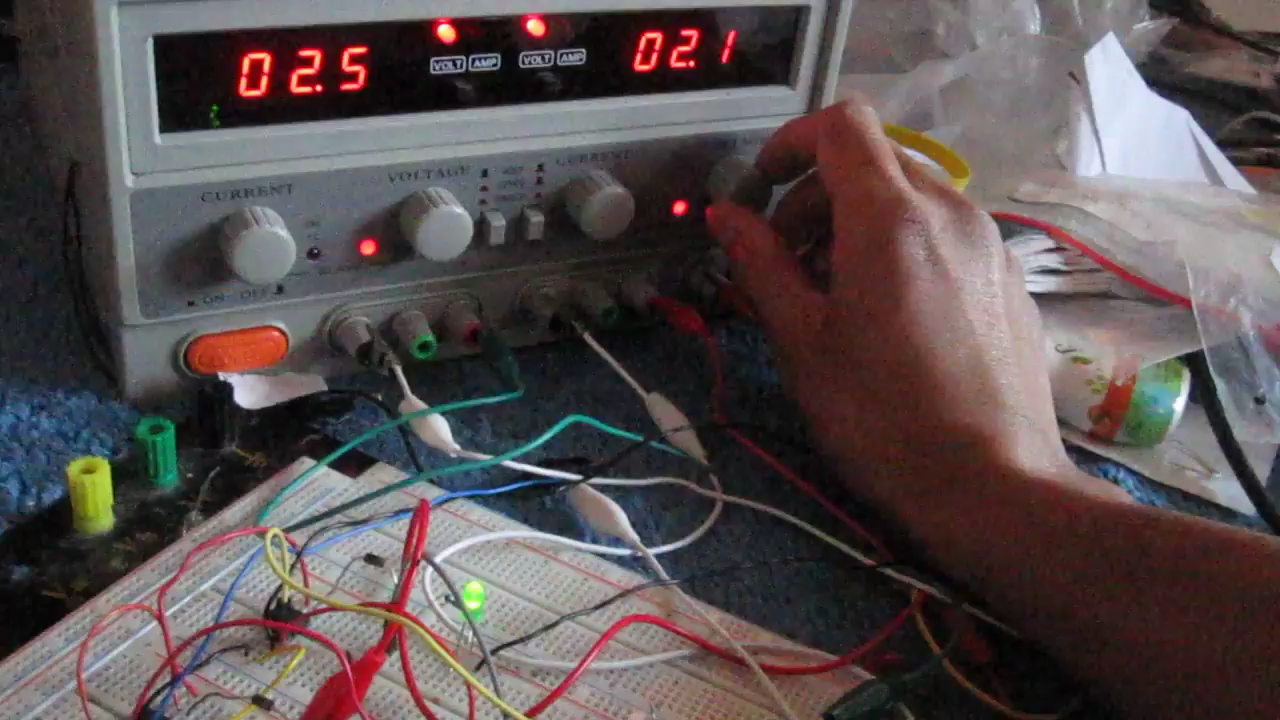 02.5
VOLT AMP
VOLT AMP
02.1
CURRENT
VOLTAGE
CURRENT
ON OFF